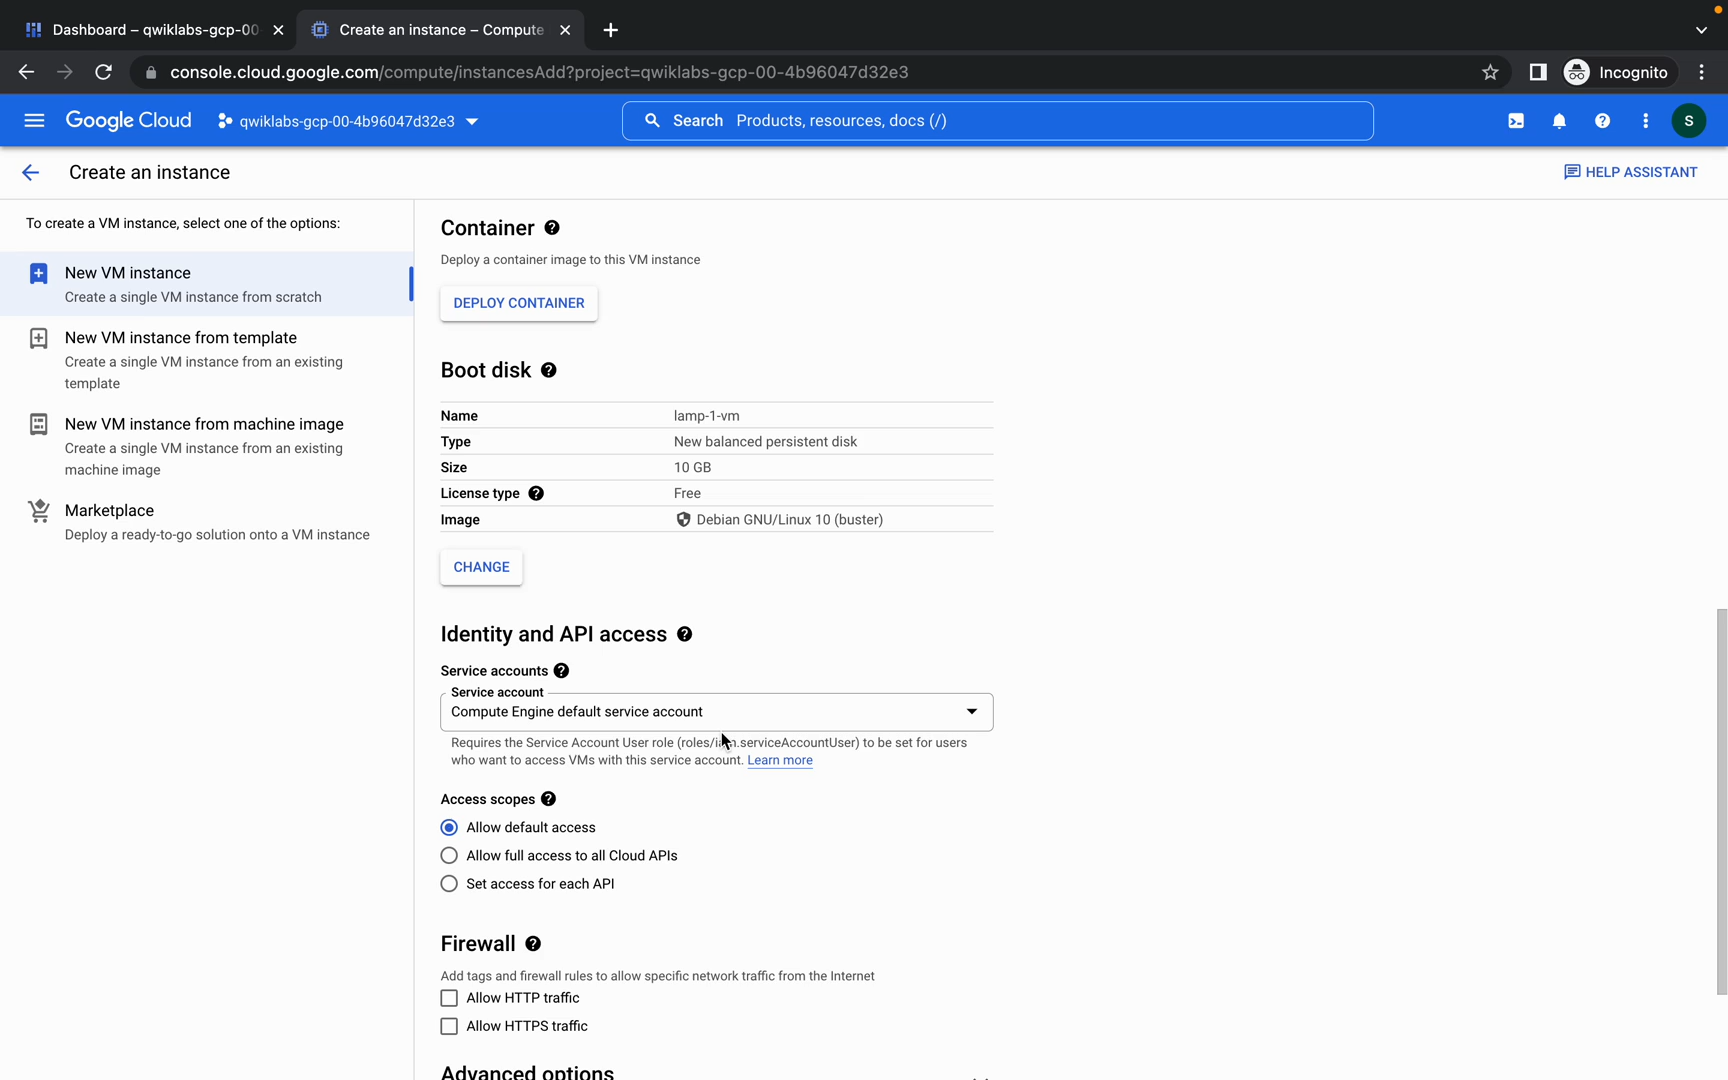 Dashboard – qwiklabs-gcp-00
Create an instance – Compute
console.cloud.google.com/compute/instancesAdd?project=qwiklabs-gcp-00-4b96047d32e3
Incognito
Google Cloud
qwiklabs-gcp-00-4b96047d32e3
Search Products, resources, docs (/)
S
Create an instance
HELP ASSISTANT
To create a VM instance, select one of the options:
New VM instance
Create a single VM instance from scratch
New VM instance from template
Create a single VM instance from an existing
template
New VM instance from machine image
Create a single VM instance from an existing
machine image
Marketplace
Deploy a ready-to-go solution onto a VM instance
Container
Deploy a container image to this VM instance
DEPLOY CONTAINER
Boot disk
Name lamp-1-vm
Type New balanced persistent disk
Size 10 GB
License type Free
Image Debian GNU/Linux 10 (buster)
CHANGE
Identity and API access
Service accounts
Service account
Compute Engine default service account
Requires the Service Account User role (roles/iam.serviceAccountUser) to be set for users
who want to access VMs with this service account. Learn more
Access scopes
Allow default access
Allow full access to all Cloud APIs
Set access for each API
Firewall
Add tags and firewall rules to allow specific network traffic from the Internet
Allow HTTP traffic
Allow HTTPS traffic
Advanced options